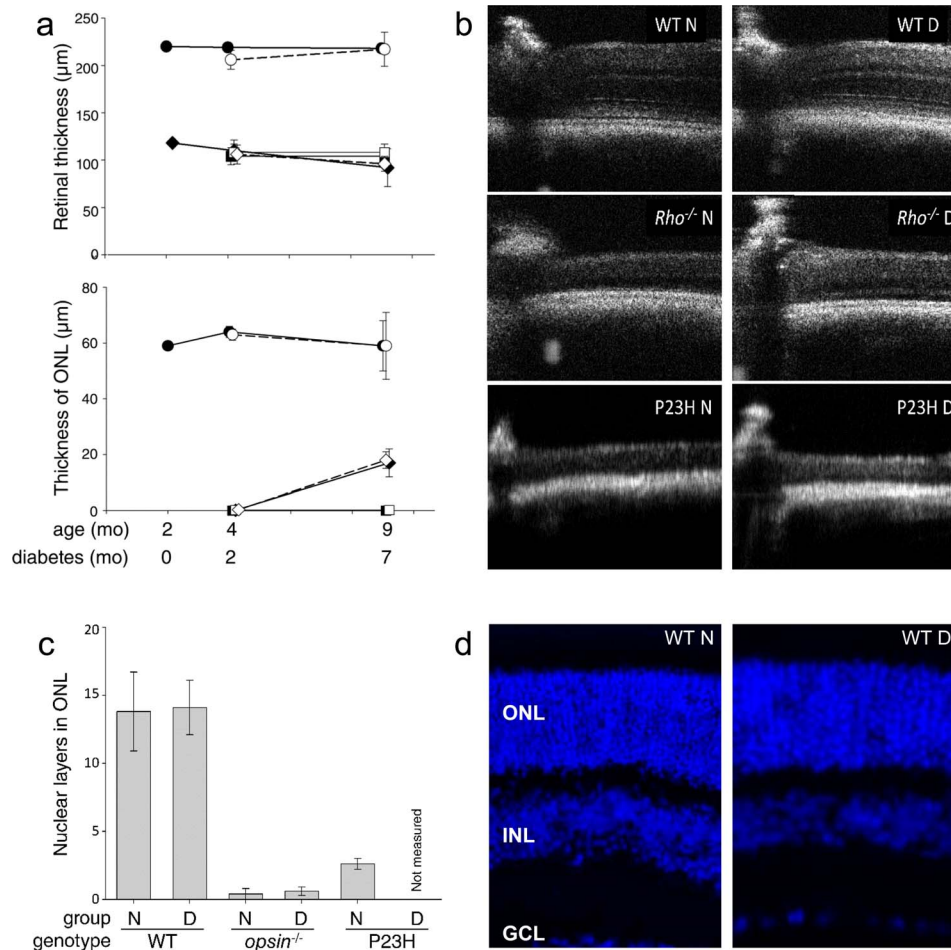 a
Retinal thickness (µm)
250
200
150
100
50
0
Thickness of ONL (µm)
80
60
40
20
0
age (mo) 2 4 9
diabetes (mo) 0 2 7
b
WT N
WT D
Rho-/- N
Rho-/- D
P23H N
P23H D
c
Nuclear layers in ONL
20
15
10
5
0
Not measured
group N D N D N D
genotype WT opsin-/- P23H
d
WT N
WT D
ONL
INL
GCL